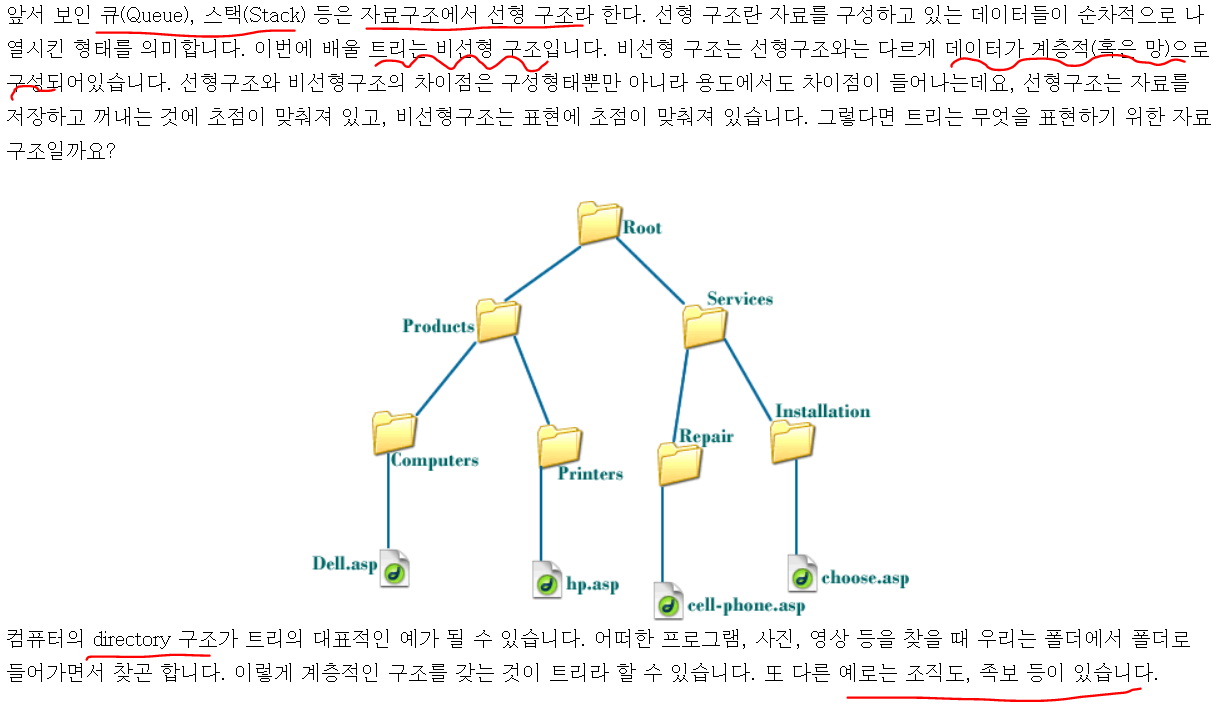 앞서 보인 큐(Queue), 스택(Stack) 등은 자료구조에서 선형 구조라 한다. 선형 구조란 자료를 구성하고 있는 데이터들이 순차적으로 나
열시킨 형태를 의미합니다. 이번에 배울 트리는 비선형 구조입니다. 비선형 구조는 선형구조와는 다르게 데이터가 계층적(혹은 망)으로
구성되어있습니다. 선형구조와 비선형구조의 차이점은 구성형태뿐만 아니라 용도에서도 차이점이 들어나는데요, 선형구조는 자료를
저장하고 꺼내는 것에 초점이 맞춰져 있고, 비선형구조는 표현에 초점이 맞춰져 있습니다. 그렇다면 트리는 무엇을 표현하기 위한 자료
구조일까요?
Root
Services
Products
Installation
Repair
Computers
Printers
Dell.asp
hp.asp
choose.asp
cell-phone.asp
컴퓨터의 directory 구조가 트리의 대표적인 예가 될 수 있습니다. 어떠한 프로그램, 사진, 영상 등을 찾을 때 우리는 폴더에서 폴더로
들어가면서 찾곤 합니다. 이렇게 계층적인 구조를 갖는 것이 트리라 할 수 있습니다. 또 다른 예로는 조직도, 족보 등이 있습니다.